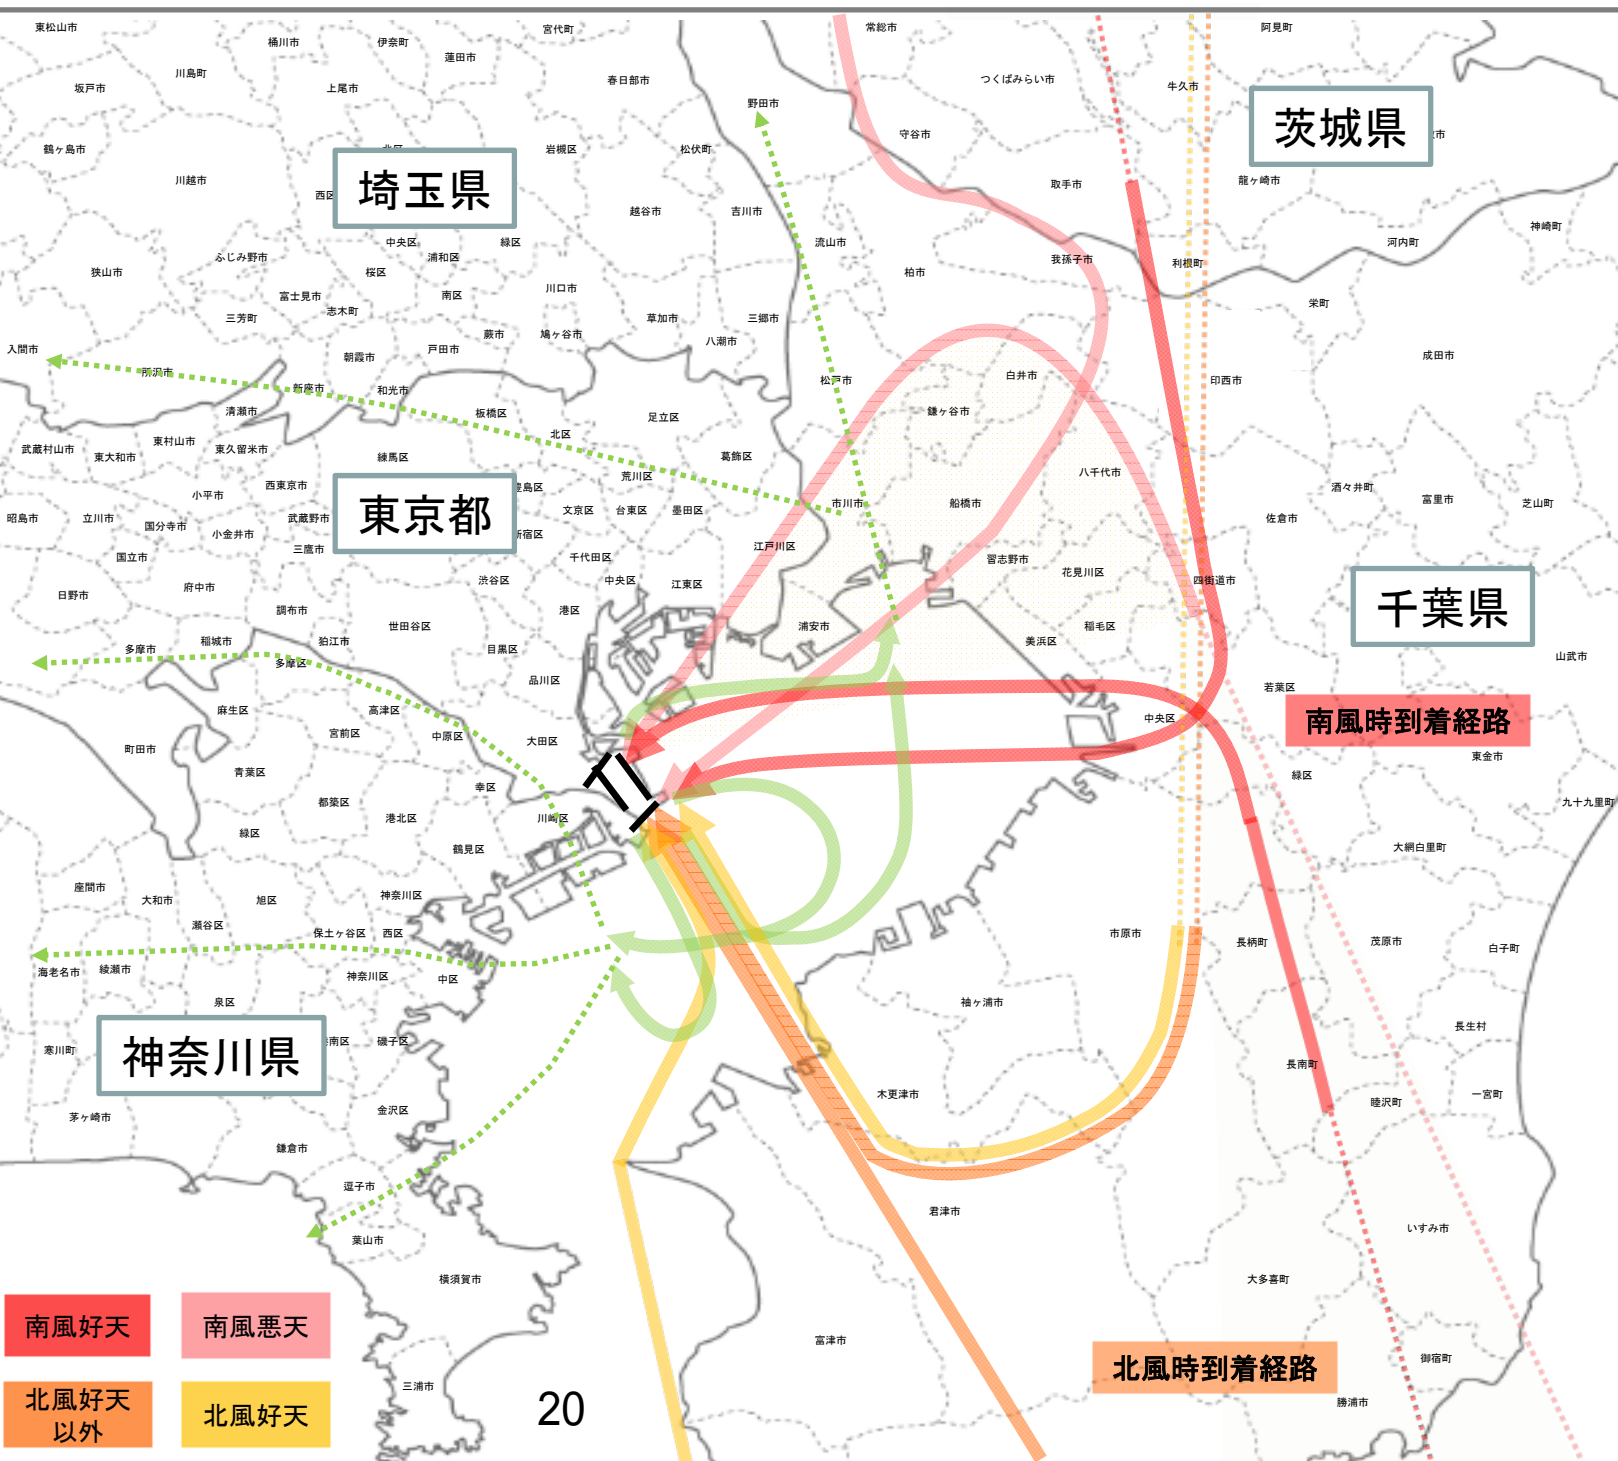 東松山市
桶川市
伊奈町
宮代町
常総市
阿見町
蓮田市
川島町
坂戸市
上尾市
春日部市
つくばみらい市
牛久市
野田市
守谷市
茨城県
市
鶴ヶ島市
北区
岩槻区
松伏町
川越市
西区
埼玉県
取手市
龍ヶ崎市
越谷市
吉川市
神崎町
中央区
緑区
流山市
河内町
ふじみ野市
浦和区
我孫子市
利根町
狭山市
桜区
柏市
川口市
富士見市
南区
栄町
三芳町
志木町
草加市
三郷市
入間市
朝霞市
戸田市
蕨市
鳩ヶ谷市
八潮市
成田市
所沢市
新座市
和光市
松戸市
白井市
印西市
清瀬市
板橋区
足立区
鎌ヶ谷市
武蔵村山市
東大和市
東村山市
東久留米市
練馬区
北区
葛飾区
八千代市
小平市
西東京市
東京都
豊島区
荒川区
市川市
船橋市
酒々井町
富里市
芝山町
昭島市
立川市
国分寺市
小金井市
武蔵野市
新宿区
文京区
台東区
墨田区
佐倉市
国立市
三鷹市
千代田区
江戸川区
習志野市
日野市
府中市
渋谷区
中央区
江東区
花見川区
四街道市
千葉県
調布市
港区
多摩市
稲城市
狛江市
世田谷区
目黒区
浦安市
美浜区
稲毛区
多摩区
品川区
山武市
若葉区
麻生区
高津区
南風時到着経路
町田市
宮前区
中原区
大田区
中央区
東金市
青葉区
緑区
都築区
幸区
九十九里町
緑区
港北区
川崎区
鶴見区
大網白里町
座間市
大和市
旭区
神奈川区
瀬谷区
保土ヶ谷区
西区
市原市
長柄町
茂原市
白子町
海老名市
綾瀬市
神奈川区
中区
泉区
袖ヶ浦市
長生村
寒川町
神奈川県
南区
磯子区
長南町
茅ヶ崎市
金沢区
木更津市
睦沢町
一宮町
鎌倉市
逗子市
君津市
葉山市
いすみ市
横須賀市
大多喜町
南風好天
南風悪天
富津市
北風時到着経路
御宿町
三浦市
北風好天
以外
北風好天
20
勝浦市